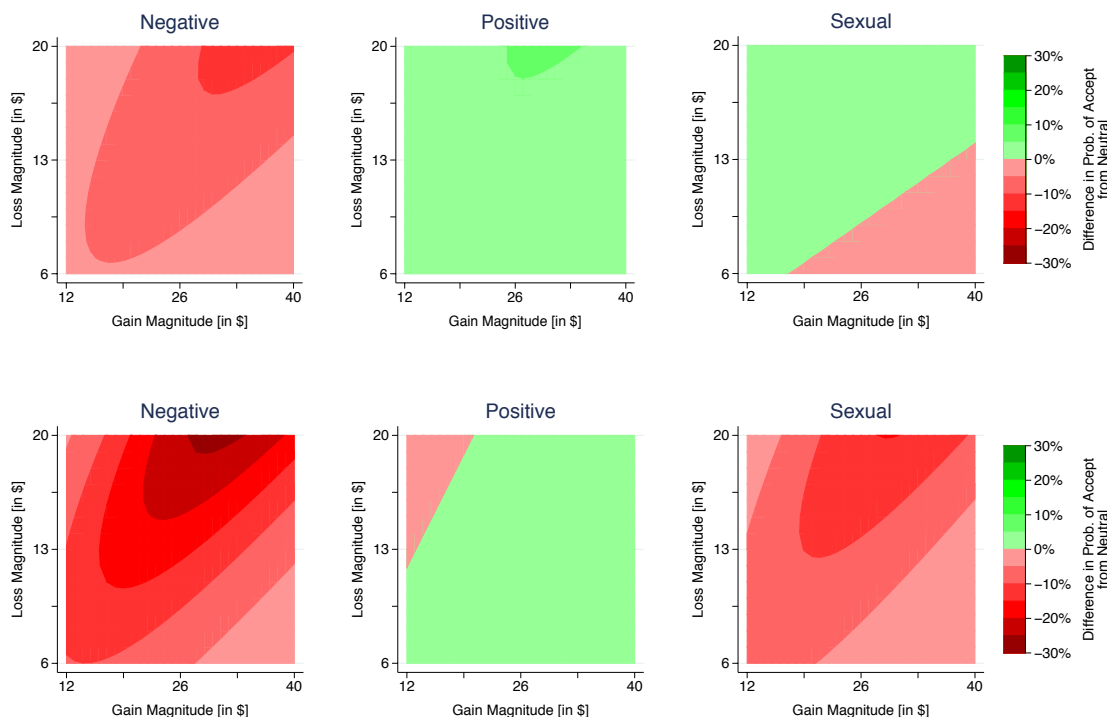 Negative
Positive
Sexual
Loss Magnitude [in $]
20
13
6
12
26
40
Gain Magnitude [in $]
Loss Magnitude [in $]
20
13
6
12
26
40
Gain Magnitude [in $]
Loss Magnitude [in $]
20
13
6
12
26
40
Gain Magnitude [in $]
30%
20%
10%
0%
−10%
−20%
−30%
Difference in Prob. of Accept
from Neutral
Negative
Positive
Sexual
Loss Magnitude [in $]
20
13
6
12
26
40
Gain Magnitude [in $]
Loss Magnitude [in $]
20
13
6
12
26
40
Gain Magnitude [in $]
Loss Magnitude [in $]
20
13
6
12
26
40
Gain Magnitude [in $]
30%
20%
10%
0%
−10%
−20%
−30%
Difference in Prob. of Accept
from Neutral